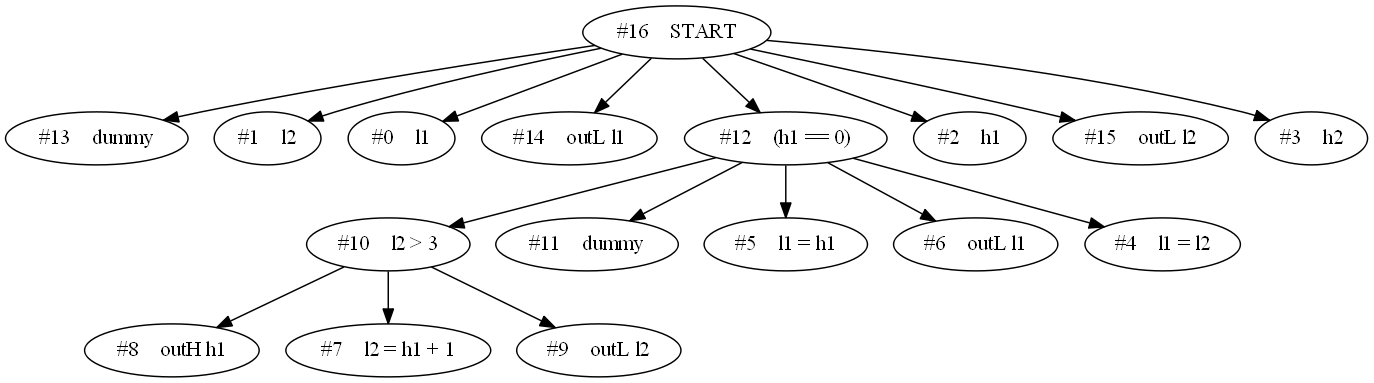 #16 START
#13 dummy
#1 l2
#0 l1
#14 outL l1
#12 (h1 == 0)
#2 h1
#15 outL l2
#3 h2
#10 l2 > 3
#11 dummy
#5 l1 = h1
#6 outL l1
#4 l1 = l2
#8 outH h1
#7 l2 = h1 + 1
#9 outL l2